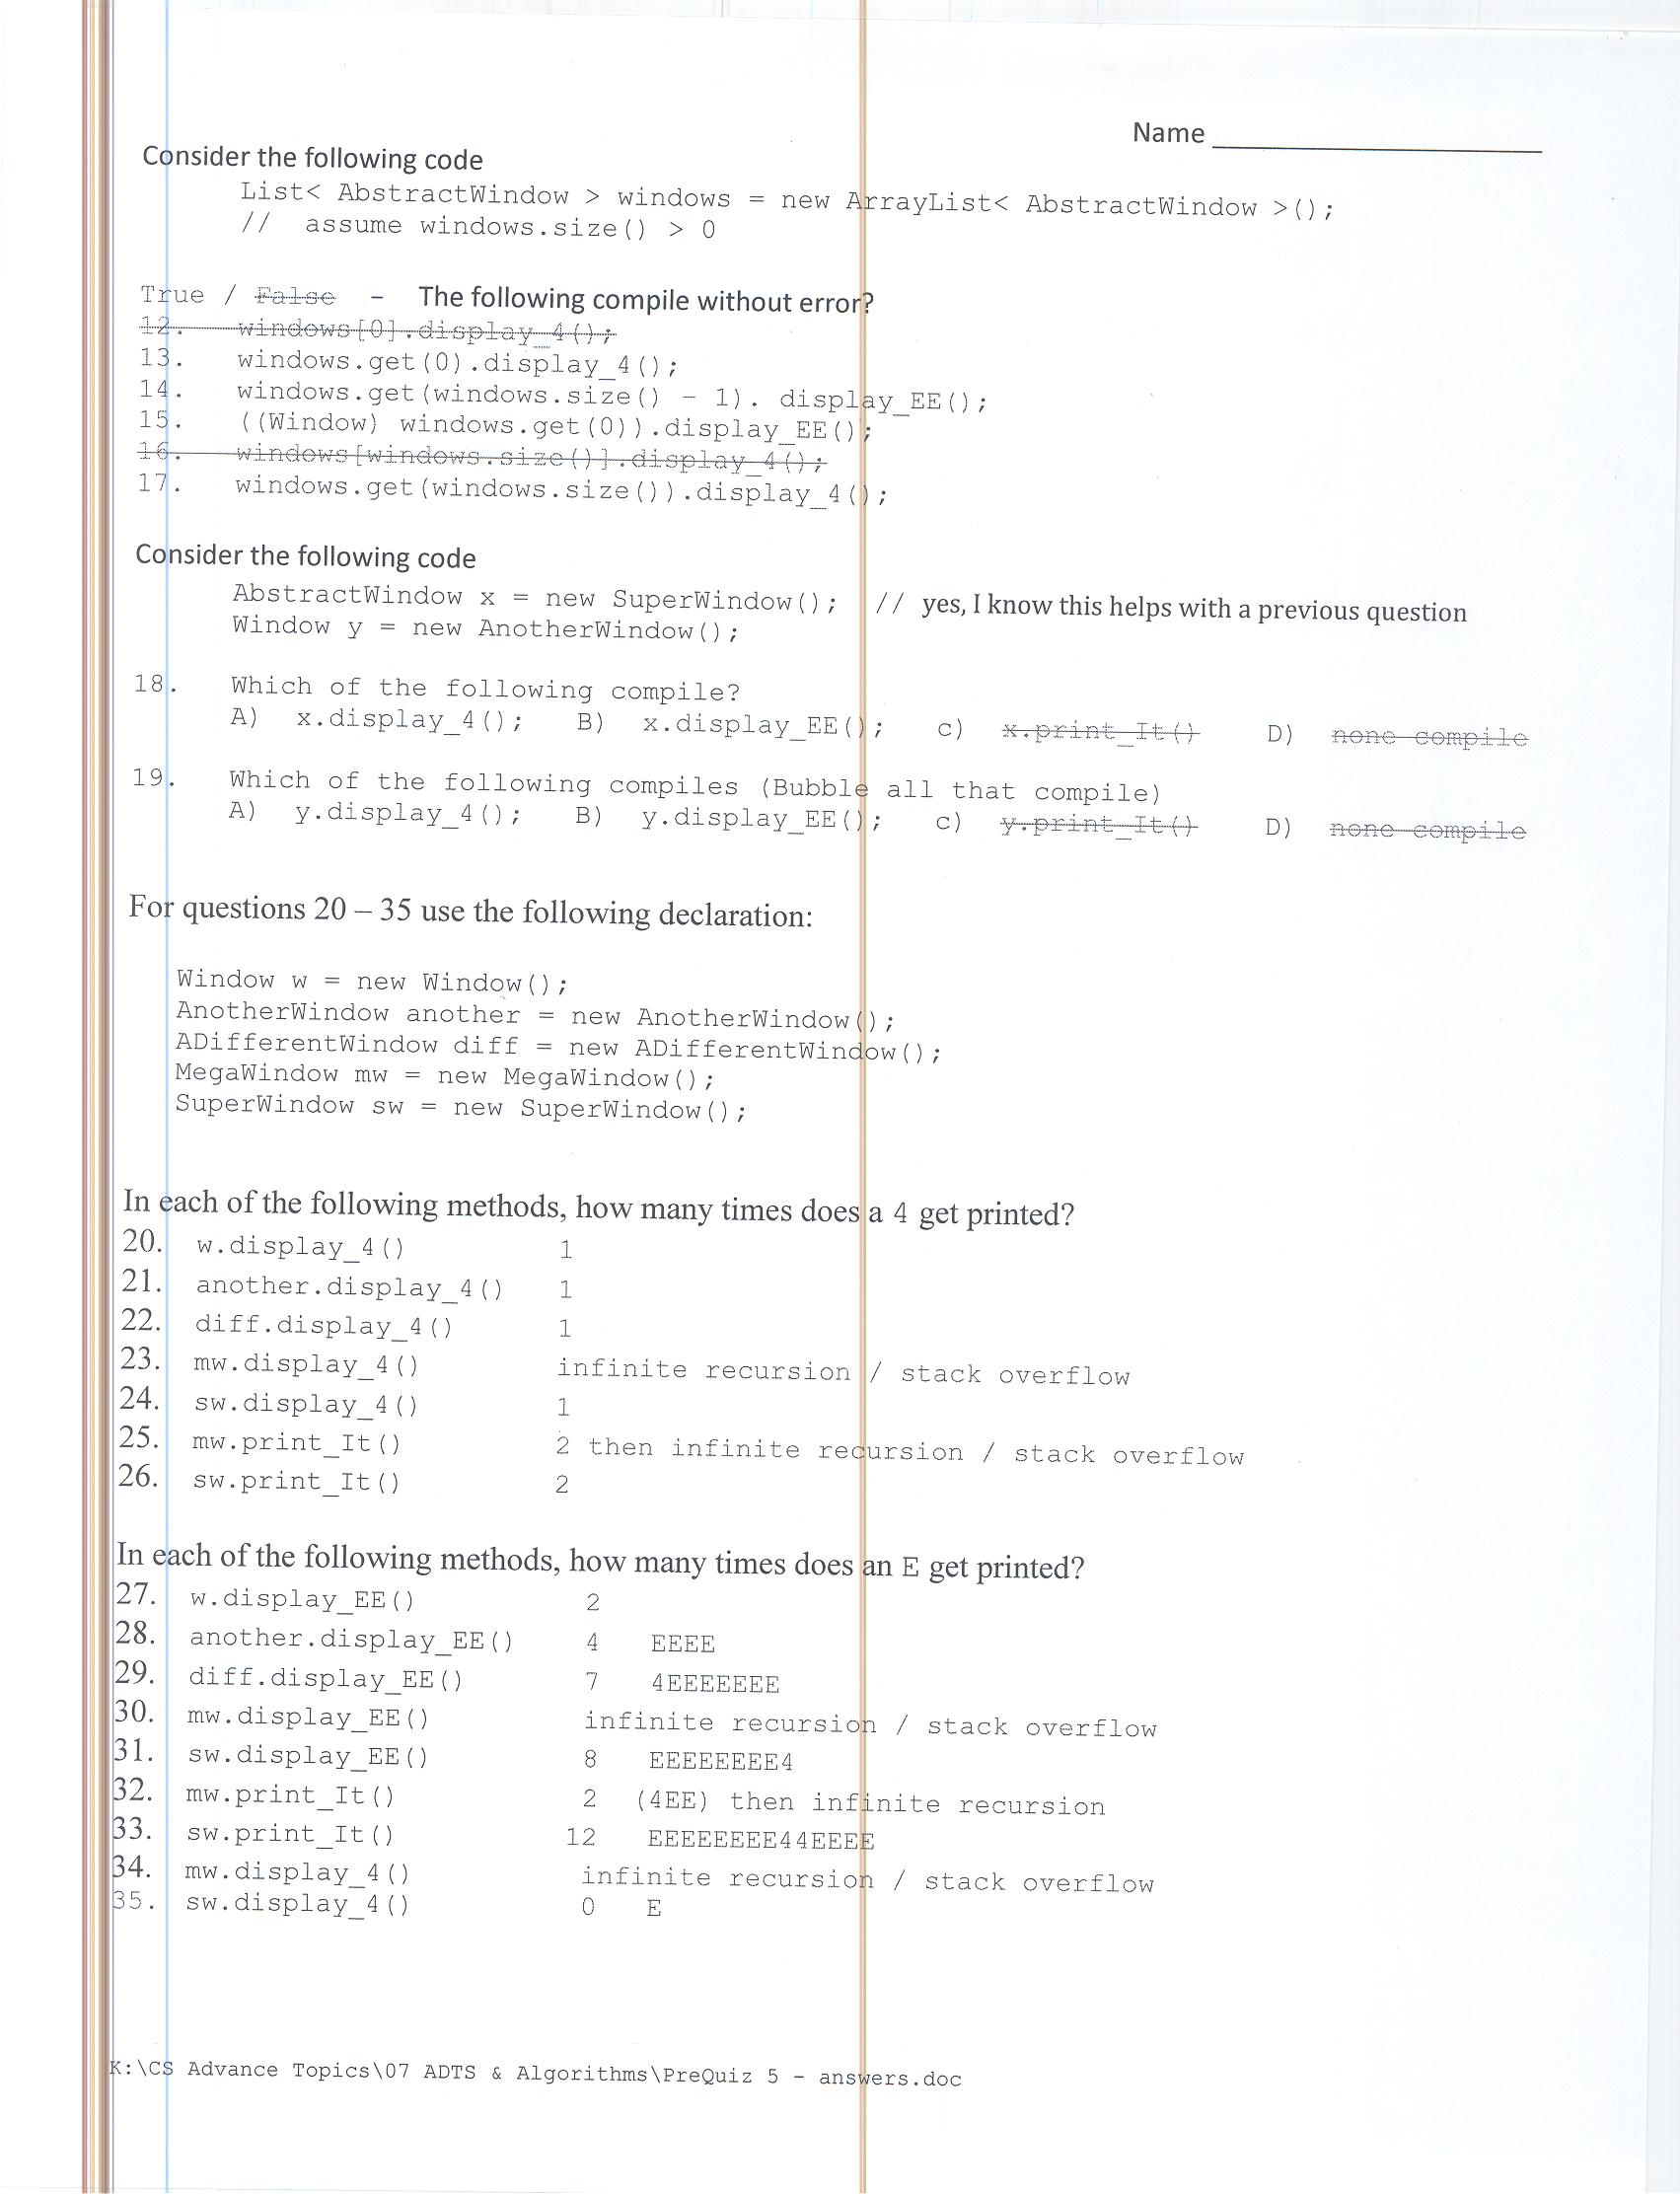 Name
Consider the following code
List< AbstractWindow > windows = new ArrayList< AbstractWindow >();
// assume windows.size() > 0
True / False - The following compile without error?
12. windows[0].display_4();
13. windows.get(0).display_4();
14. windows.get(windows.size() - 1). display_EE();
15. ((Window) windows.get(0)).display_EE();
16. windows[windows.size()].display_4();
17. windows.get(windows.size()).display_4();
Consider the following code
AbstractWindow x = new SuperWindow(); // yes, I know this helps with a previous question
Window y = new AnotherWindow();
18. Which of the following compile?
A) x.display_4(); B) x.display_EE(); c) x.print_It() D) none compile
19. Which of the following compiles (Bubble all that compile)
A) y.display_4(); B) y.display_EE(); c) y.print_It() D) none compile
For questions 20 – 35 use the following declaration:
Window w = new Window();
AnotherWindow another = new AnotherWindow();
ADifferentWindow diff = new ADifferentWindow();
MegaWindow mw = new MegaWindow();
SuperWindow sw = new SuperWindow();
In each of the following methods, how many times does a 4 get printed?
20. w.display_4() 1
21. another.display_4() 1
22. diff.display_4() 1
23. mw.display_4() infinite recursion / stack overflow
24. sw.display_4() 1
25. mw.print_It() 2 then infinite recursion / stack overflow
26. sw.print_It() 2
In each of the following methods, how many times does an E get printed?
27. w.display_EE() 2
28. another.display_EE() 4 EEEE
29. diff.display_EE() 7 4EEEEEEE
30. mw.display_EE() infinite recursion / stack overflow
31. sw.display_EE() 8 EEEEEEEE4
32. mw.print_It() 2 (4EE) then infinite recursion
33. sw.print_It() 12 EEEEEEEE44EEEE
34. mw.display_4() infinite recursion / stack overflow
35. sw.display_4() 0 E
K:\CS Advance Topics\07 ADTS & Algorithms\PreQuiz 5 - answers.doc